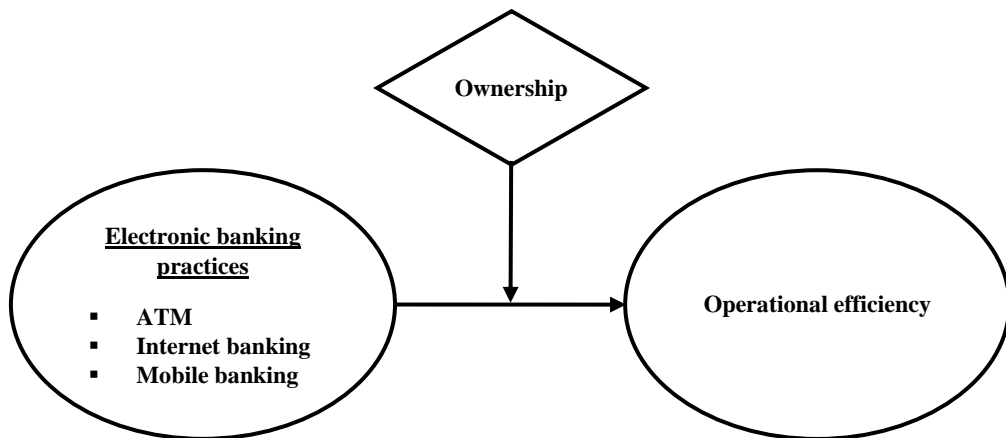 Ownership
Electronic banking
practices
▪ ATM
▪ Internet banking
▪ Mobile banking
Operational efficiency